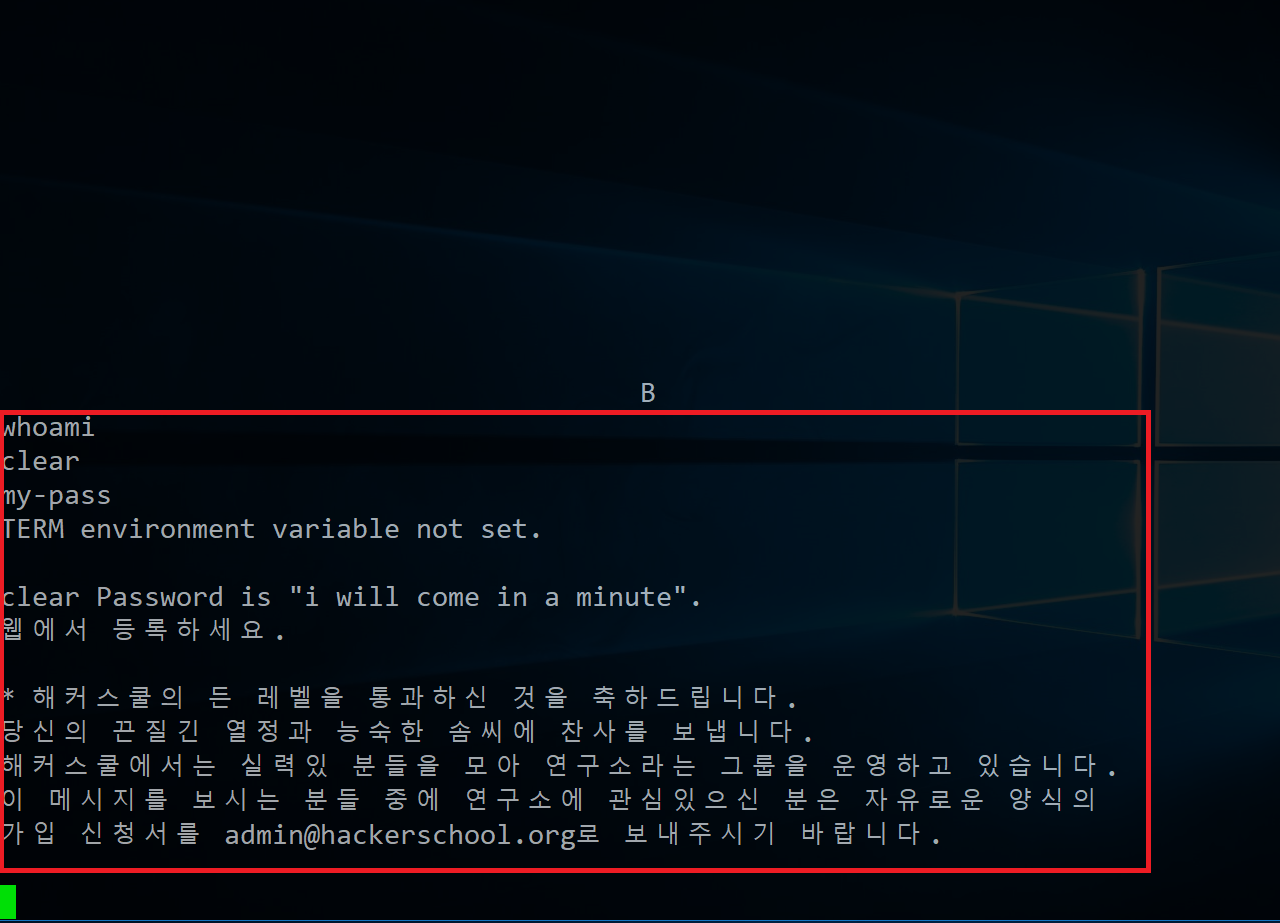 B
whoami
clear
my-pass
TERM environment variable not set.
clear Password is "i will come in a minute".
웹에서 등록하세요.
* 해커스쿨의 든 레벨을 통과하신 것을 축하드립니다.
당신의 끈질긴 열정과 능숙한 솜씨에 찬사를 보냅니다.
해커스쿨에서는 실력있 분들을 모아 연구소라는 그룹을 운영하고 있습니다.
이 메시지를 보시는 분들 중에 연구소에 관심있으신 분은 자유로운 양식의
가입 신청서를 admin@hackerschool.org로 보내주시기 바랍니다.